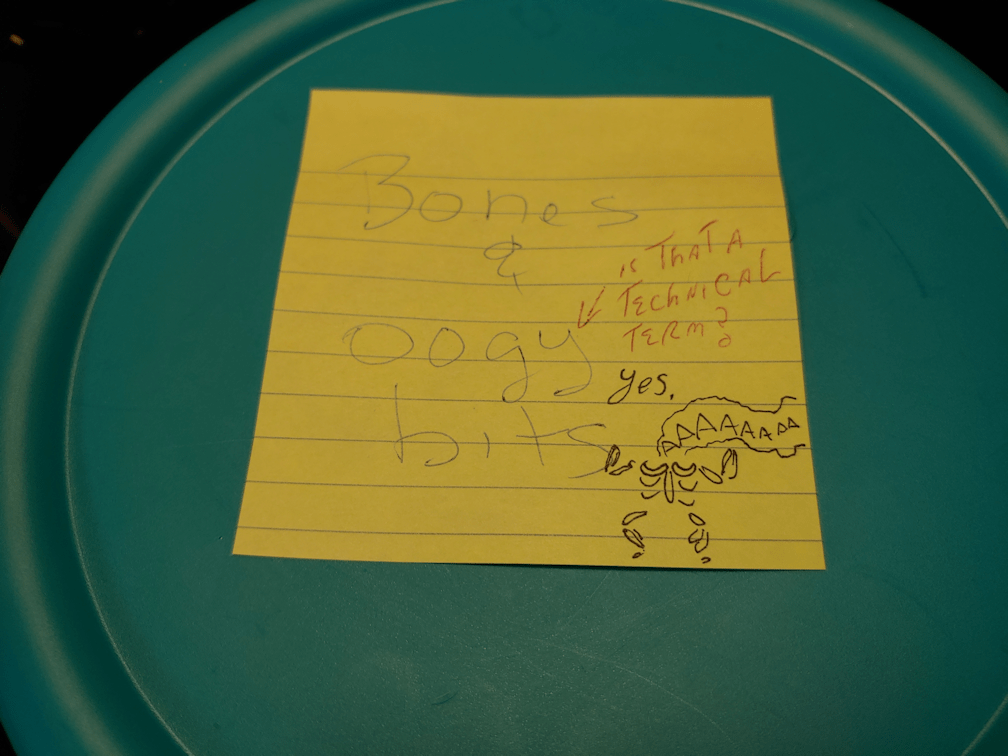 Bones
&
oogy
bits
is THAT A
TECHNICAL
TERM?
yes.
AAAAAAAA